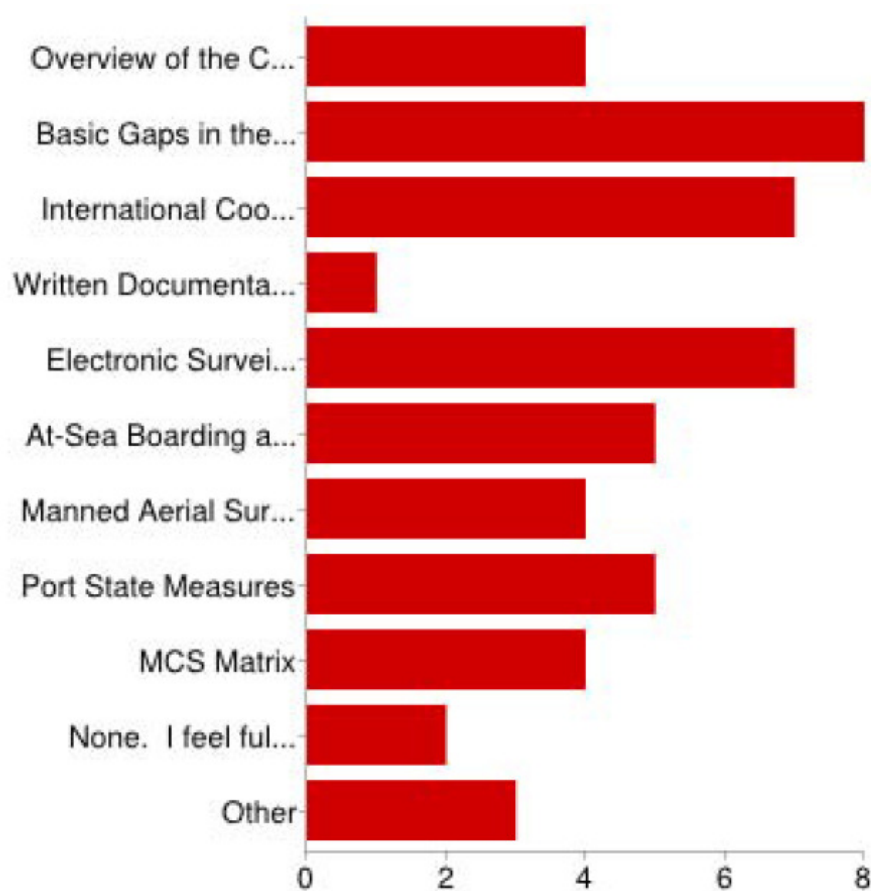 Overview of the C...
Basic Gaps in the...
International Coo...
Written Documenta...
Electronic Survei...
At-Sea Boarding a...
Manned Aerial Sur...
Port State Measures
MCS Matrix
None.  I feel ful...
Other
0 2 4 6 8